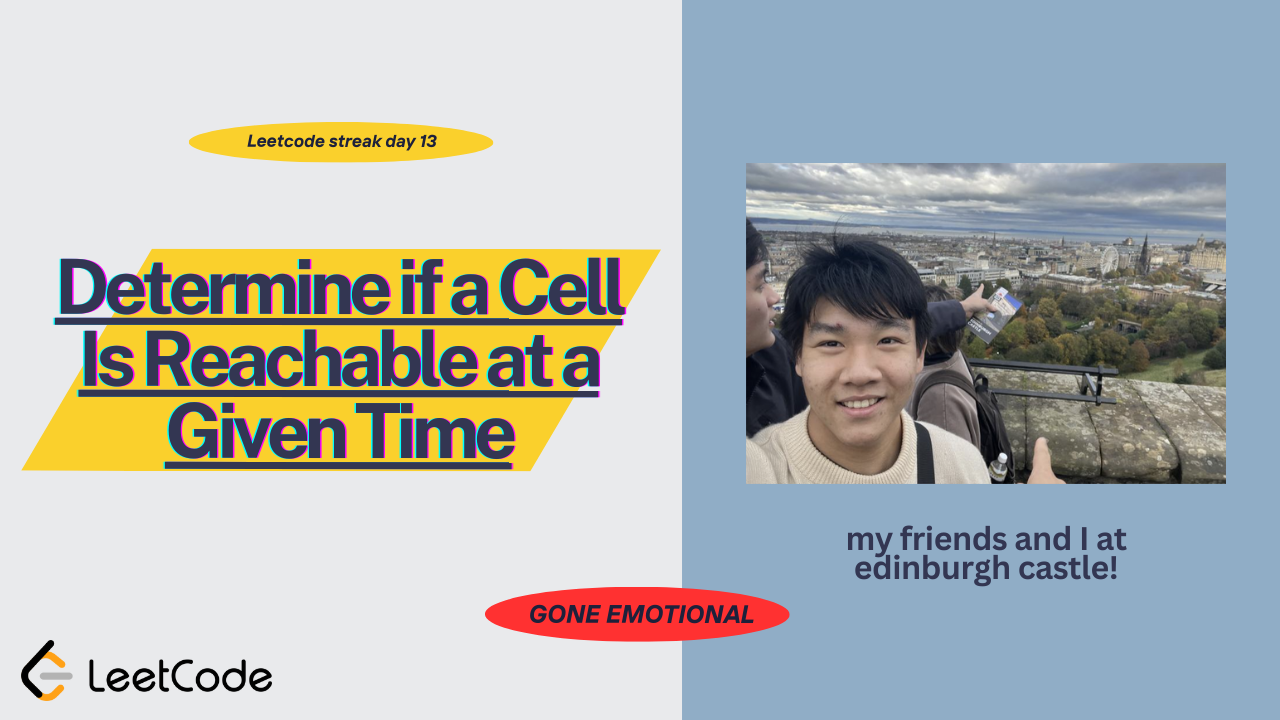 Leetcode streak day 13
Determine if a Cell
Is Reachable at a
Given Time
my friends and I at
edinburgh castle!
GONE EMOTIONAL
LeetCode